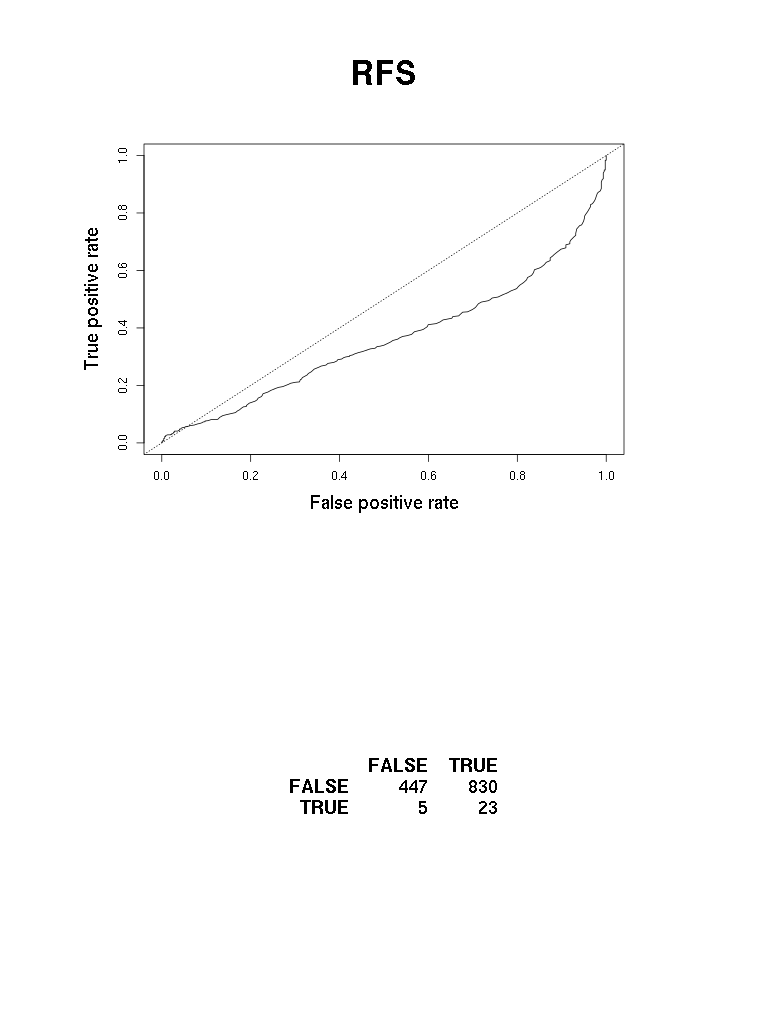 RFS
1.0
0.8
0.6
0.4
0.2
0.0
True positive rate
0.0 0.2 0.4 0.6 0.8 1.0
False positive rate
FALSE TRUE
FALSE 447 830
TRUE 5 23